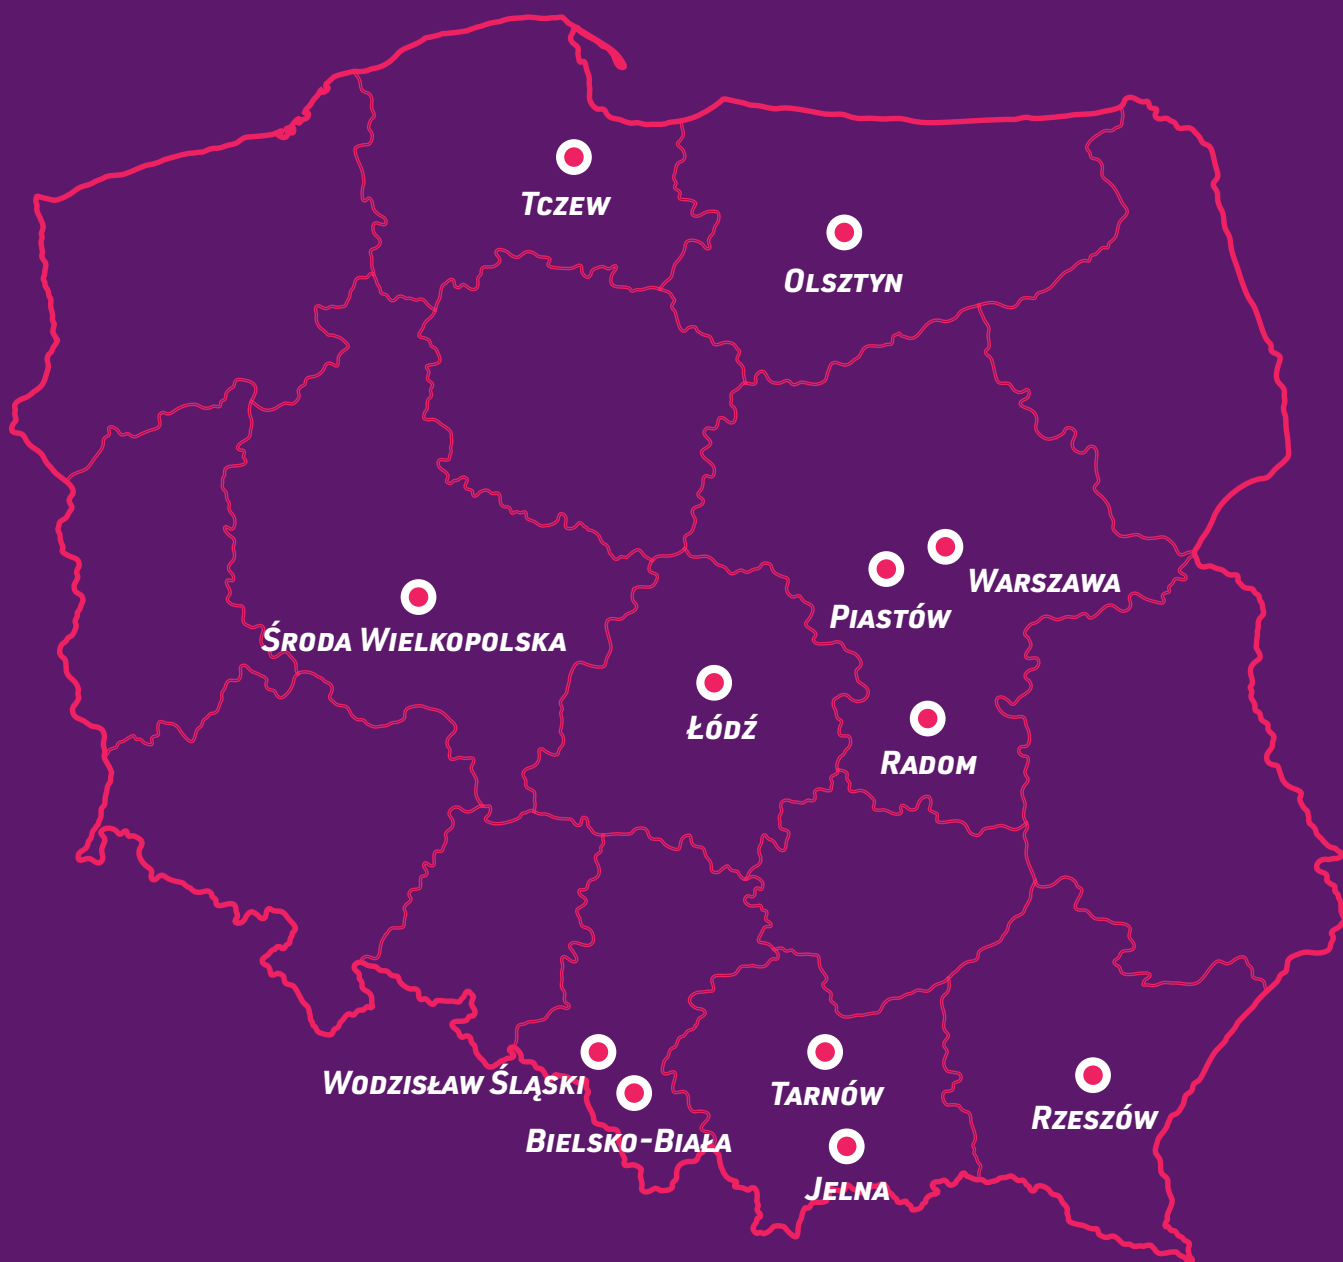 Tczew
Olsztyn
Warszawa
Piastów
Środa Wielkopolska
Łódź
Radom
Wodzisław Śląski
Tarnów
Rzeszów
Bielsko-Biała
Jelna